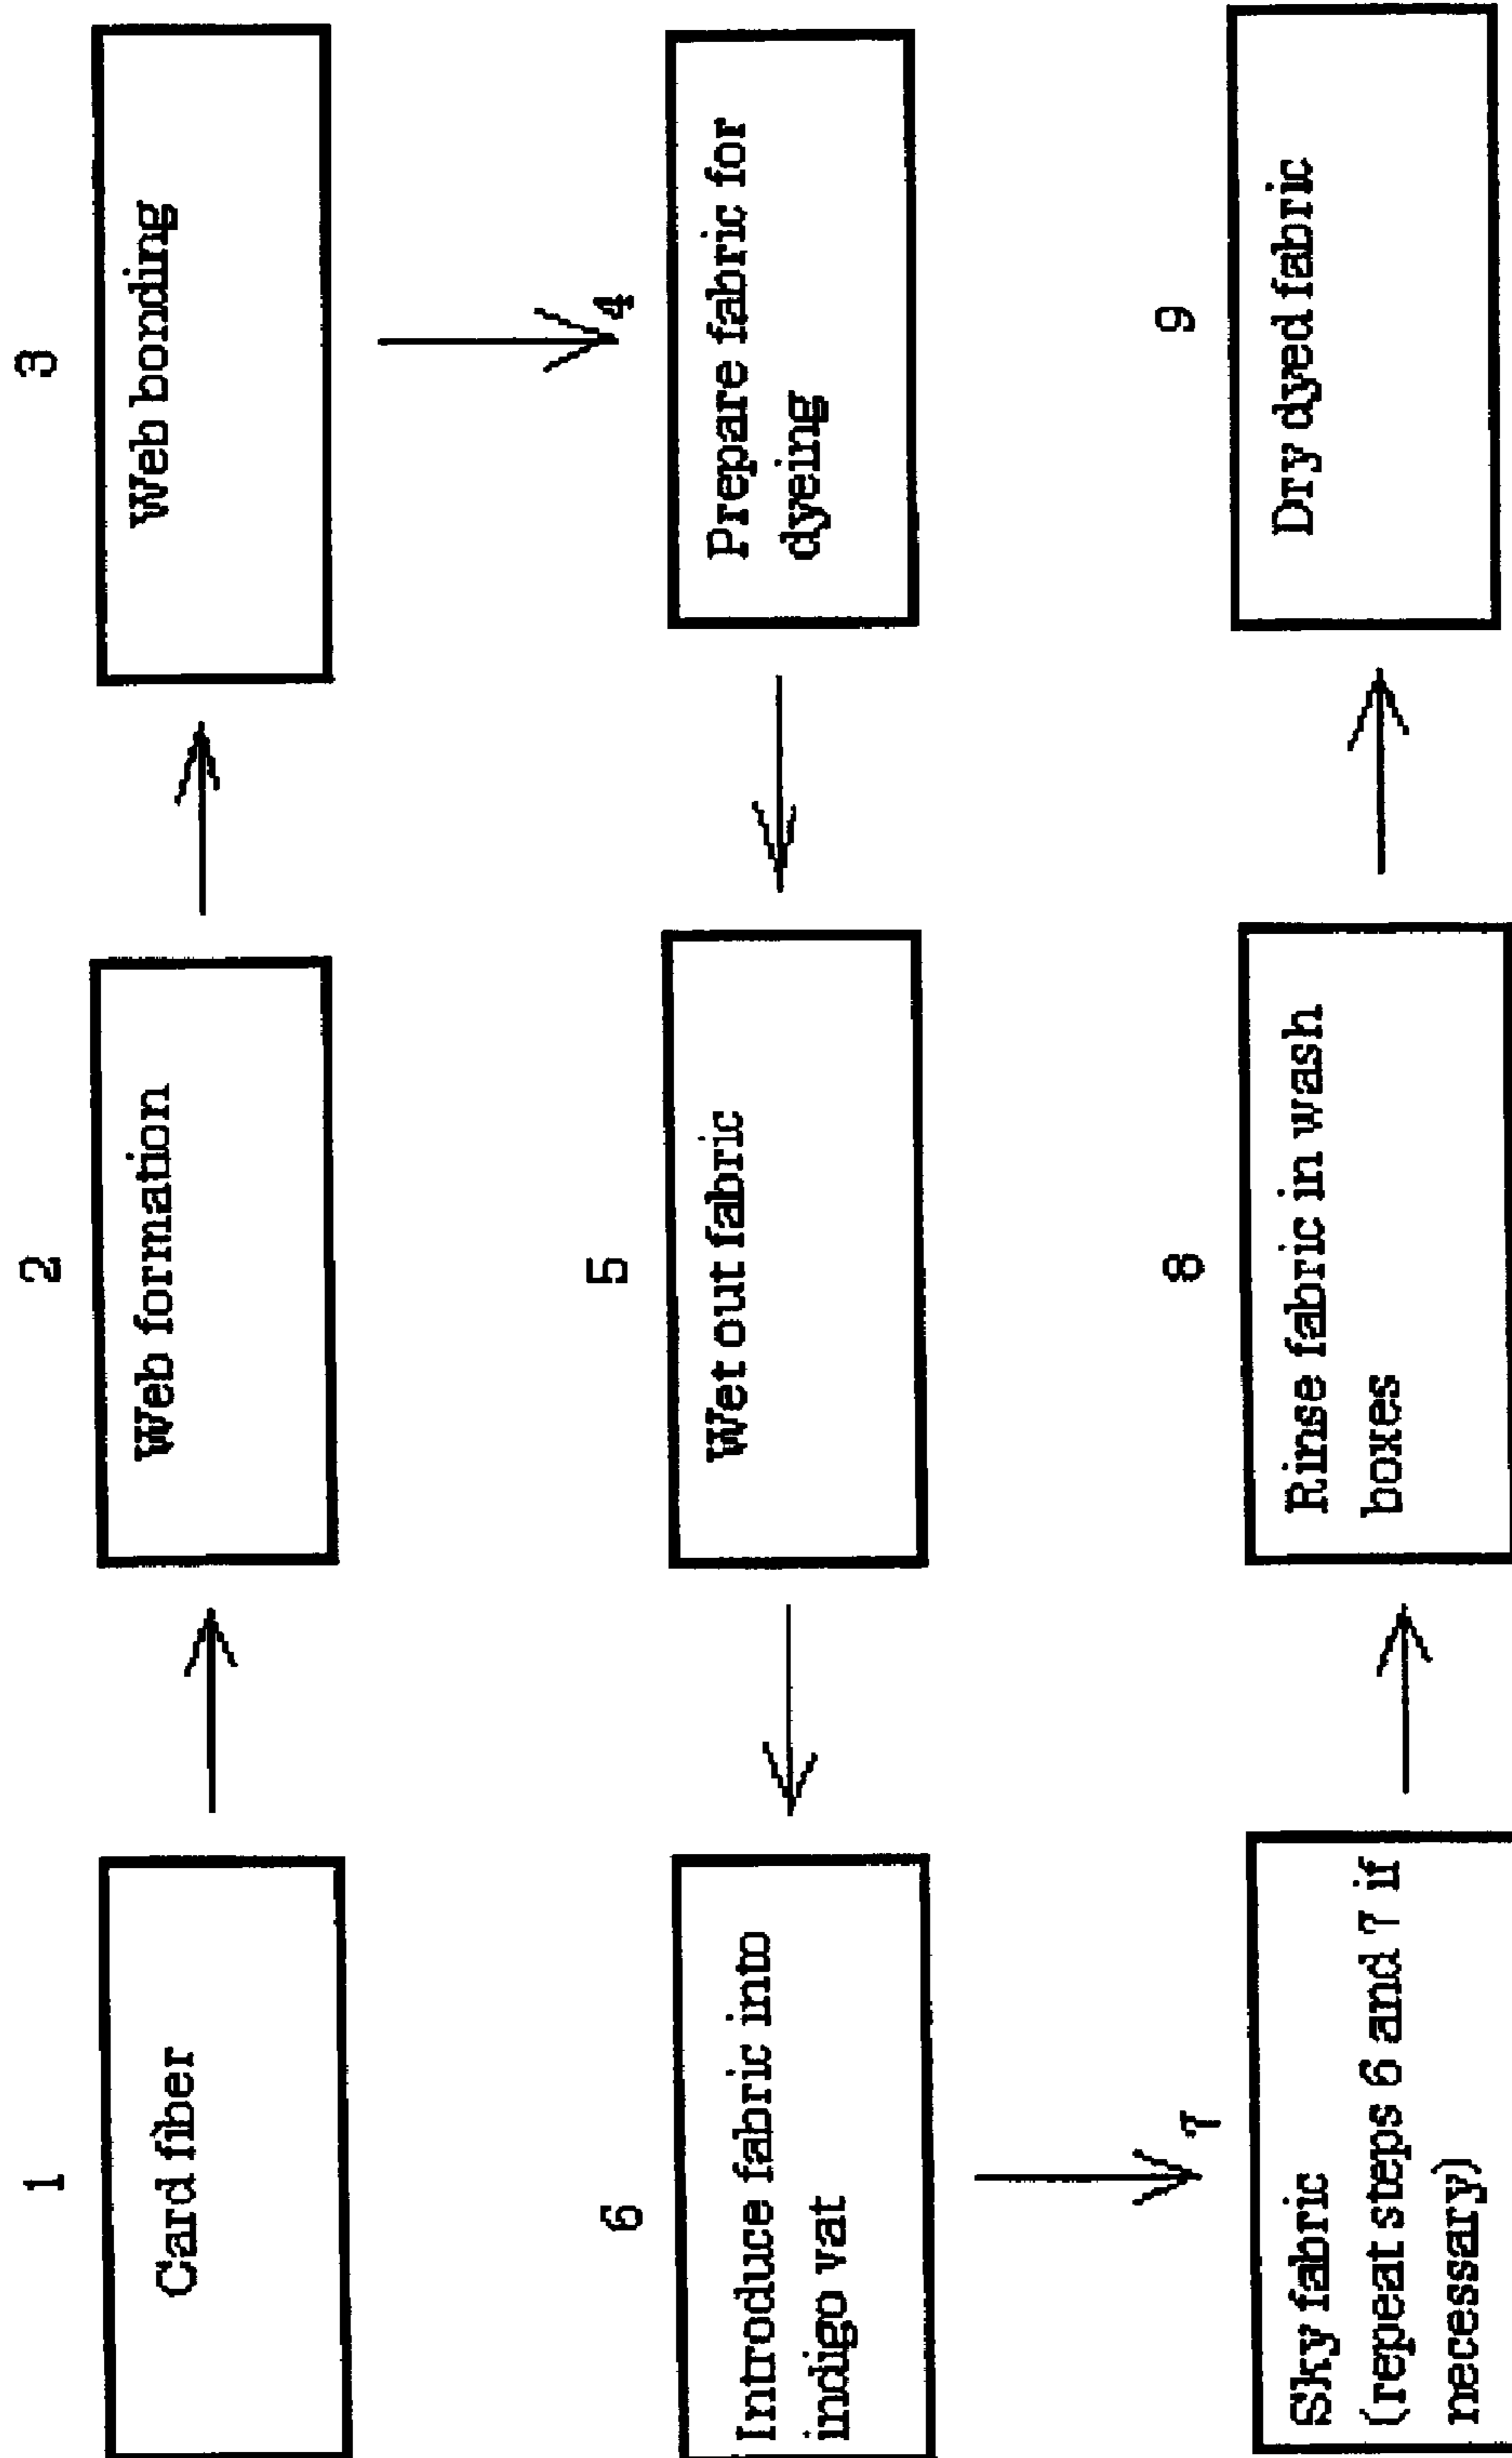 1
Card fiber
2
Web formation
3
Web bonding
4
Prepare fabric for
dyeing
5
Wet out fabric
6
Introduce fabric into
indigo vat
7
Sky fabric
(repeat steps 6 and 7 if
necessary)
8
Rinse fabric in wash
boxes
9
Dry dyed fabric